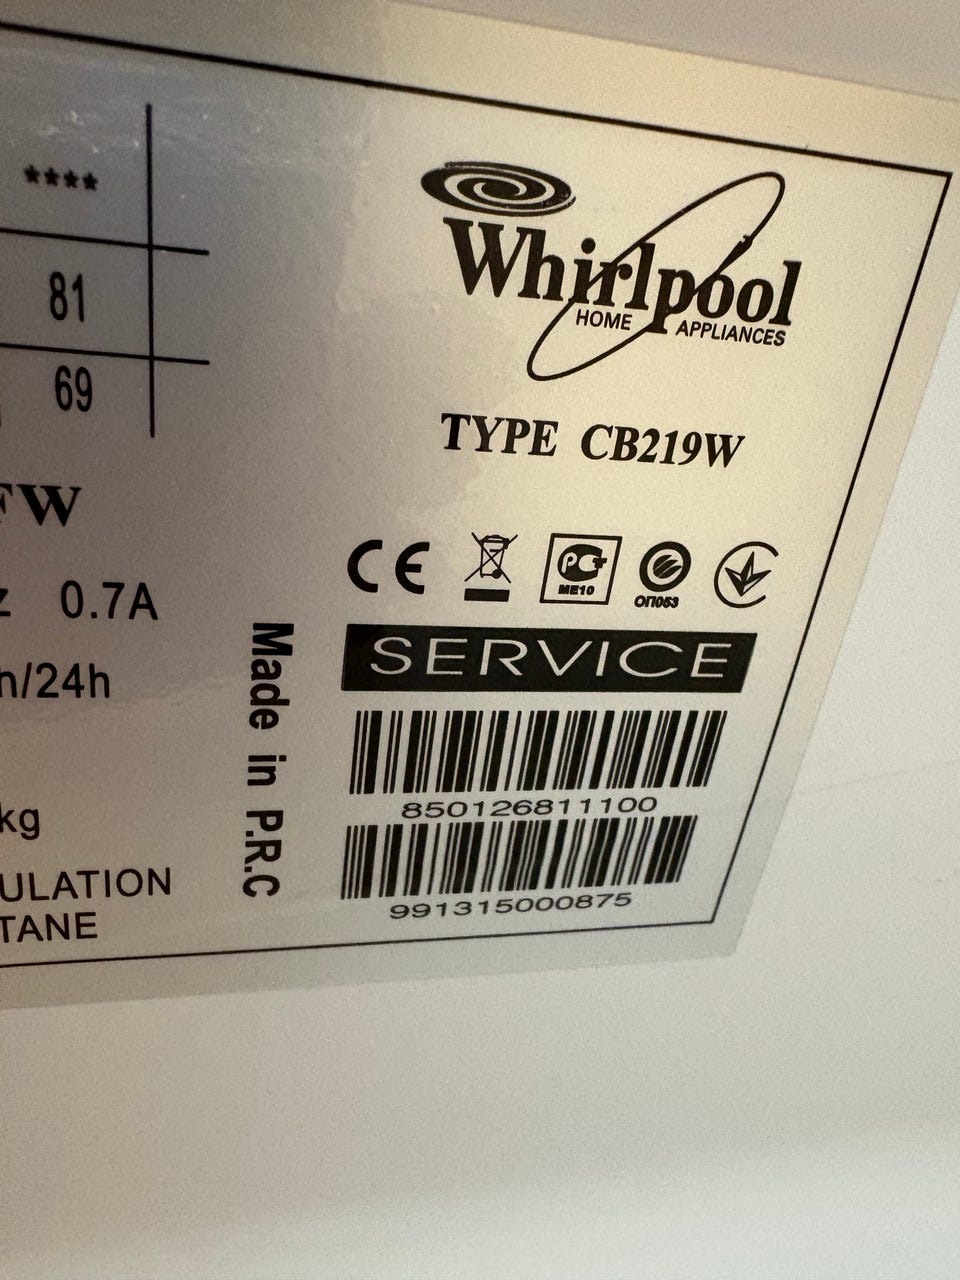 ****
81
69
FW
0.7A
h/24h
kg
ULATION
TANE
Made in P.R.C
Whirlpool
HOME APPLIANCES
TYPE CB219W
CE
РСТ
ME10
ОП053
SERVICE
850126811100
991315000875